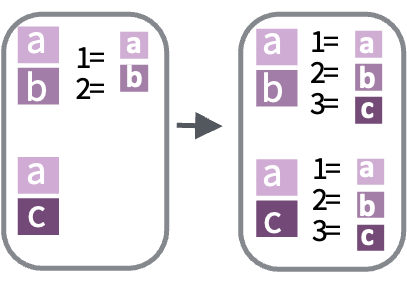 a 1= a
b 2= b
a
c
a 1= a
b 2= b
3= c
a 1= a
2= b
c 3= c